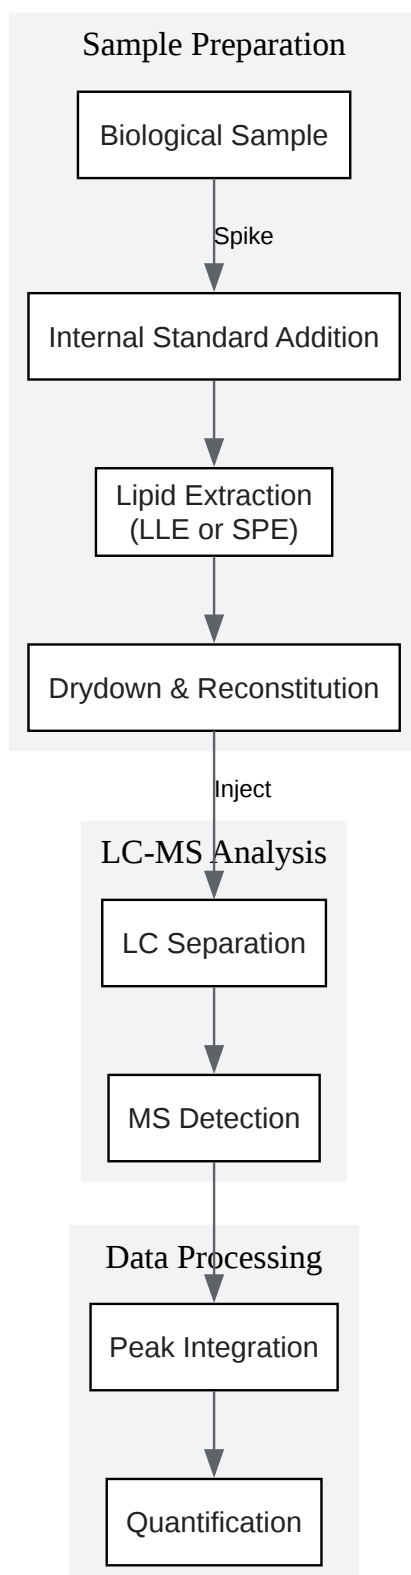 Sample Preparation
Biological Sample
Spike
Internal Standard Addition
Lipid Extraction
(LLE or SPE)
Drydown & Reconstitution
Inject
LC-MS Analysis
LC Separation
MS Detection
Data Processing
Peak Integration
Quantification